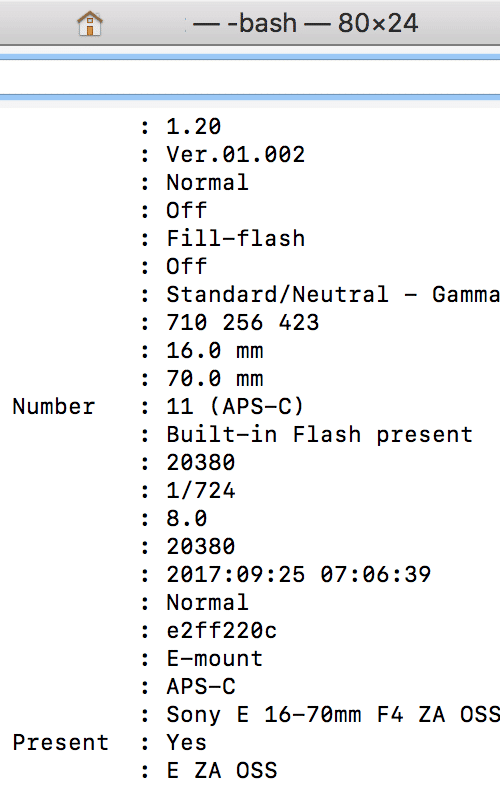 — -bash — 80×24
: 1.20
: Ver.01.002
: Normal
: Off
: Fill-flash
: Off
: Standard/Neutral - Gamma
: 710 256 423
: 16.0 mm
: 70.0 mm
Number : 11 (APS-C)
: Built-in Flash present
: 20380
: 1/724
: 8.0
: 20380
: 2017:09:25 07:06:39
: Normal
: e2ff220c
: E-mount
: APS-C
: Sony E 16-70mm F4 ZA OSS
Present : Yes
: E ZA OSS